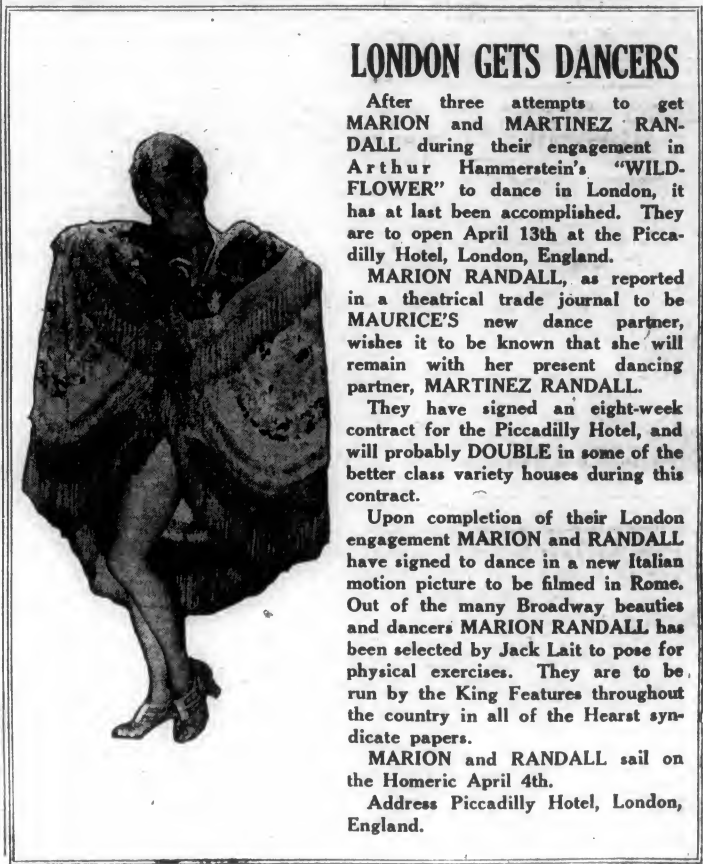 LONDON GETS DANCERS
After three attempts to get
MARION and MARTINEZ RAN-
DALL during their engagement in
Arthur Hammerstein's "WILD-
FLOWER" to dance in London, it
has at last been accomplished. They
are to open April 13th at the Picca-
dilly Hotel, London, England.
MARION RANDALL, as reported
in a theatrical trade journal to be
MAURICE'S new dance partner,
wishes it to be known that she will
remain with her present dancing
partner, MARTINEZ RANDALL.
They have signed an eight-week
contract for the Piccadilly Hotel, and
will probably DOUBLE in some of the
better class variety houses during this
contract.
Upon completion of their London
engagement MARION and RANDALL
have signed to dance in a new Italian
motion picture to be filmed in Rome.
Out of the many Broadway beauties
and dancers MARION RANDALL has
been selected by Jack Lait to pose for
physical exercises. They are to be
run by the King Features throughout
the country in all of the Hearst syn-
dicate papers.
MARION and RANDALL sail on
the Homeric April 4th.
Address Piccadilly Hotel, London,
England.